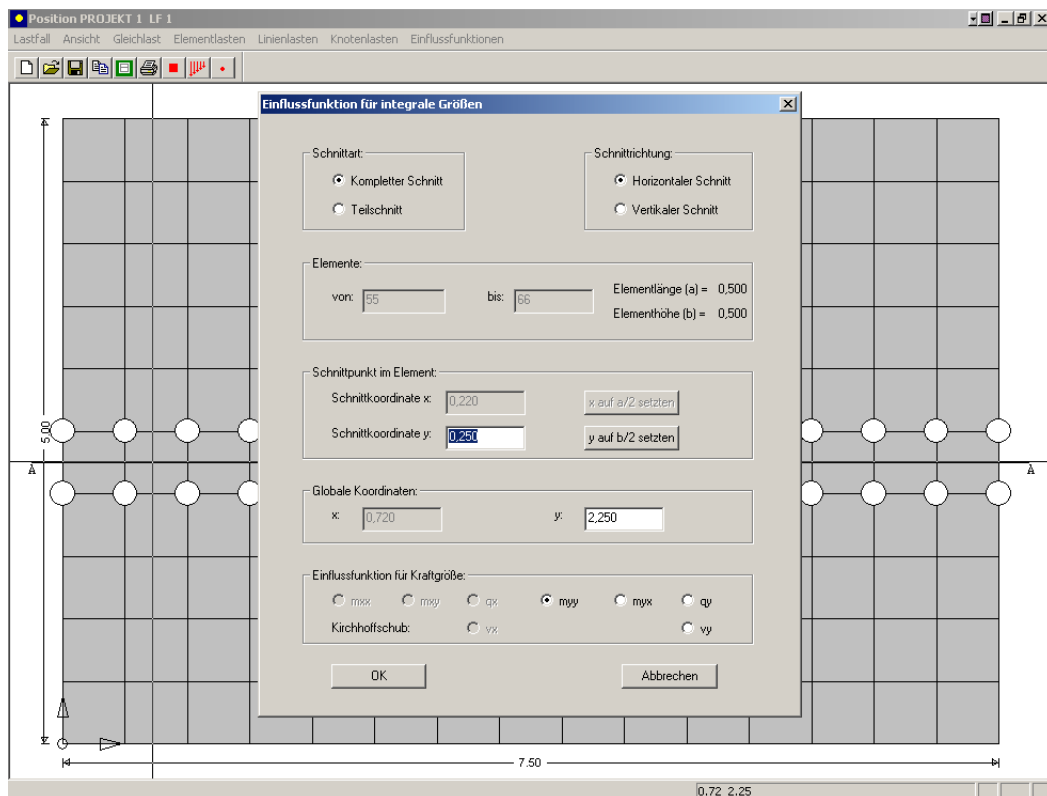 Position PROJEKT 1 LF 1
Lastfall Ansicht Gleichlast Elementlasten Linienlasten Knotenlasten Einflussfunktionen
Einflussfunktion für integrale Größen
Schnittart: Schnittrichtung:
Kompletter Schnitt Horizontaler Schnitt
Teilschnitt Vertikaler Schnitt
Elemente:
von: 55 bis: 66 Elementlänge (a) = 0,500
Elementhöhe (b) = 0,500
Schnittpunkt im Element:
Schnittkoordinate x: 0,220 x auf a/2 setzten
Schnittkoordinate y: 0,250 y auf b/2 setzten
5.00
A A
Globale Koordinaten:
x: 0,720 y: 2,250
Einflussfunktion für Kraftgröße:
mxx mxy qx myy myx qy
Kirchhoffschub: vx vy
OK Abbrechen
7.50
0.72 2.25